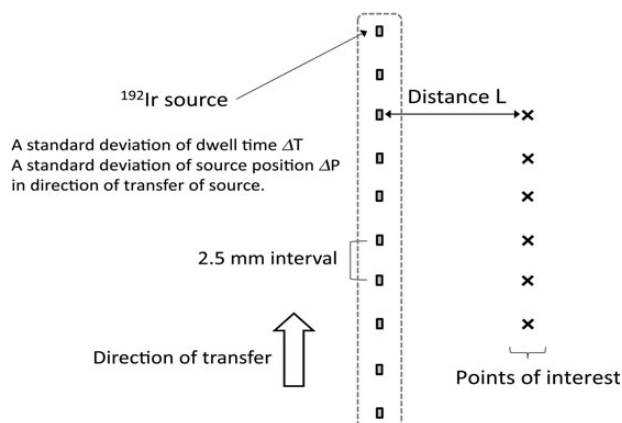 ¹⁹²Ir source
Distance L
A standard deviation of dwell time ΔT
A standard deviation of source position ΔP
in direction of transfer of source.
2.5 mm interval
Direction of transfer
Points of interest